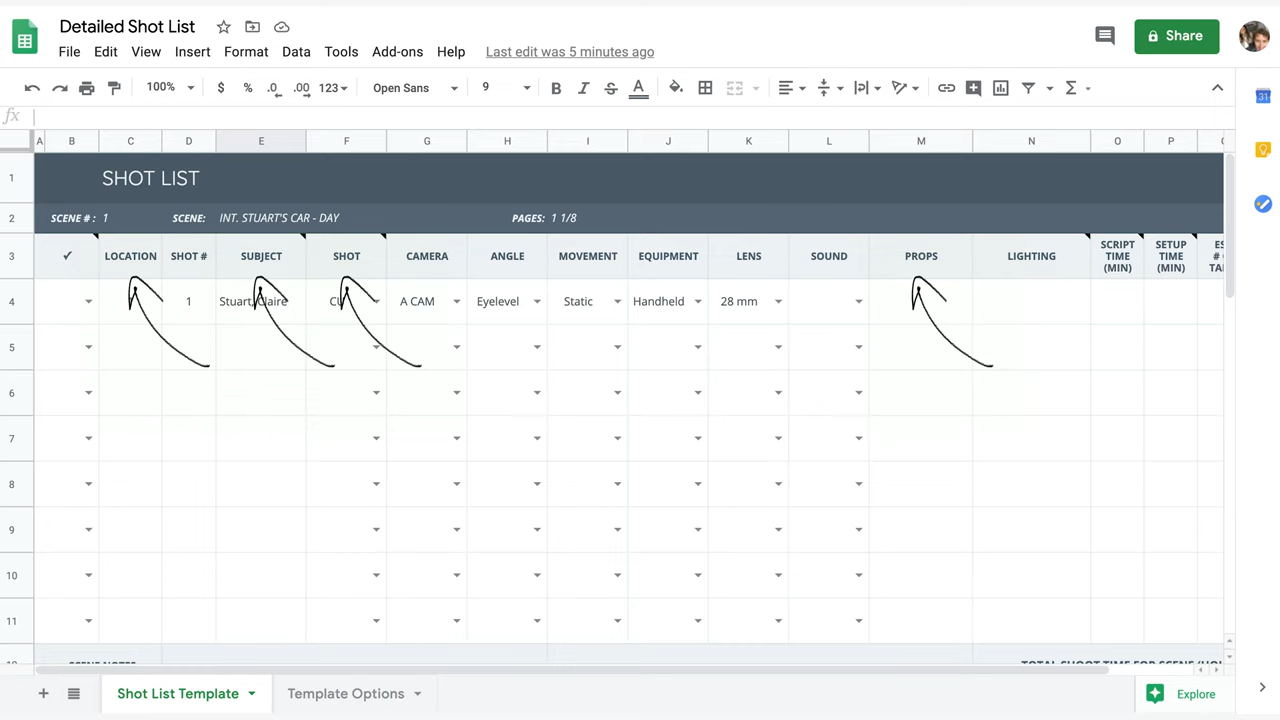 Detailed Shot List
File Edit View Insert Format Data Tools Add-ons Help Last edit was 5 minutes ago
Share
100% $ % .0 .00 123 Open Sans 9 B I S A Σ
31
fx
A B C D E F G H I J K L M N O P
1 SHOT LIST
2 SCENE # : 1 SCENE: INT. STUART'S CAR - DAY PAGES: 1 1/8
3 ✓ LOCATION SHOT # SUBJECT SHOT CAMERA ANGLE MOVEMENT EQUIPMENT LENS SOUND PROPS LIGHTING SCRIPT TIME (MIN) SETUP TIME (MIN)
4 1 Stuart, Claire A CAM Eyelevel Static Handheld 28 mm
5
6
7
8
9
10
11
Shot List Template Template Options Explore